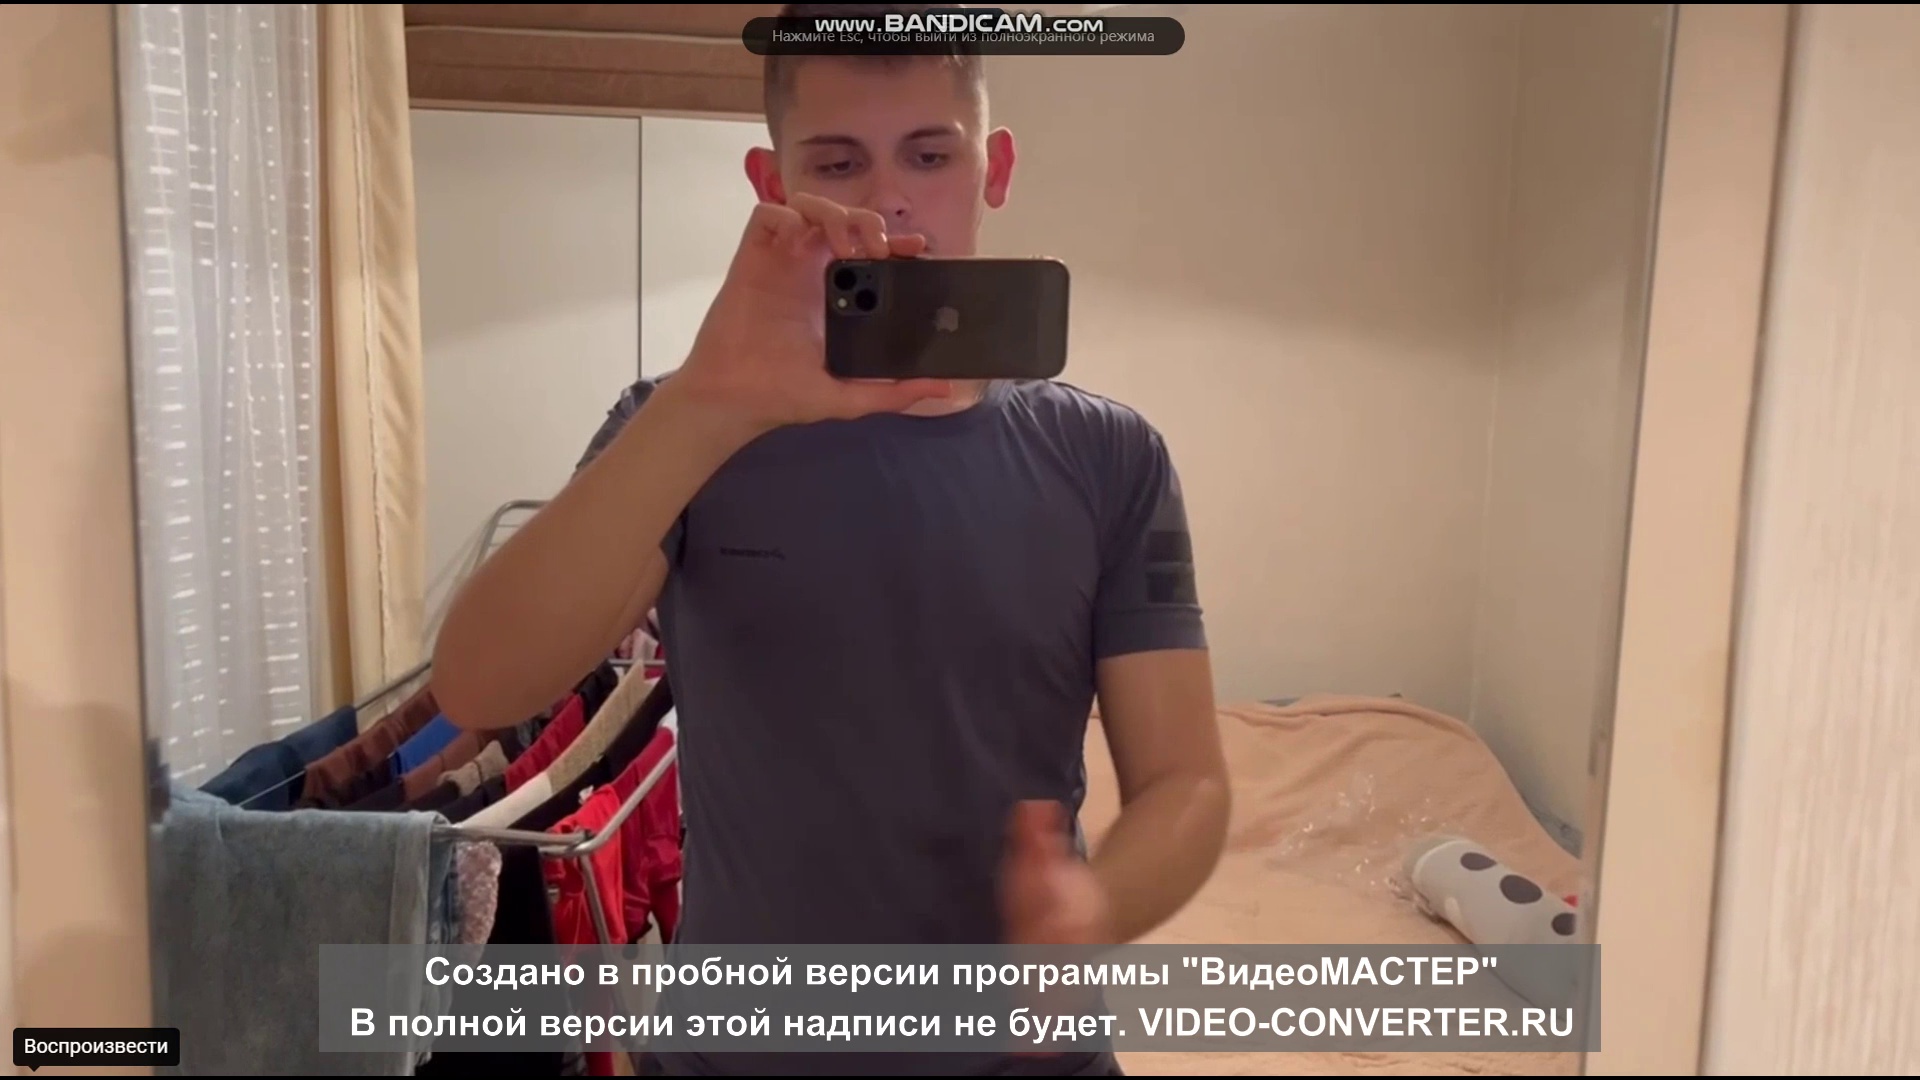 www.BANDICAM.com
Нажмите Esc, чтобы выйти из полноэкранного режима
Создано в пробной версии программы "ВидеоМАСТЕР"
В полной версии этой надписи не будет. VIDEO-CONVERTER.RU
Воспроизвести